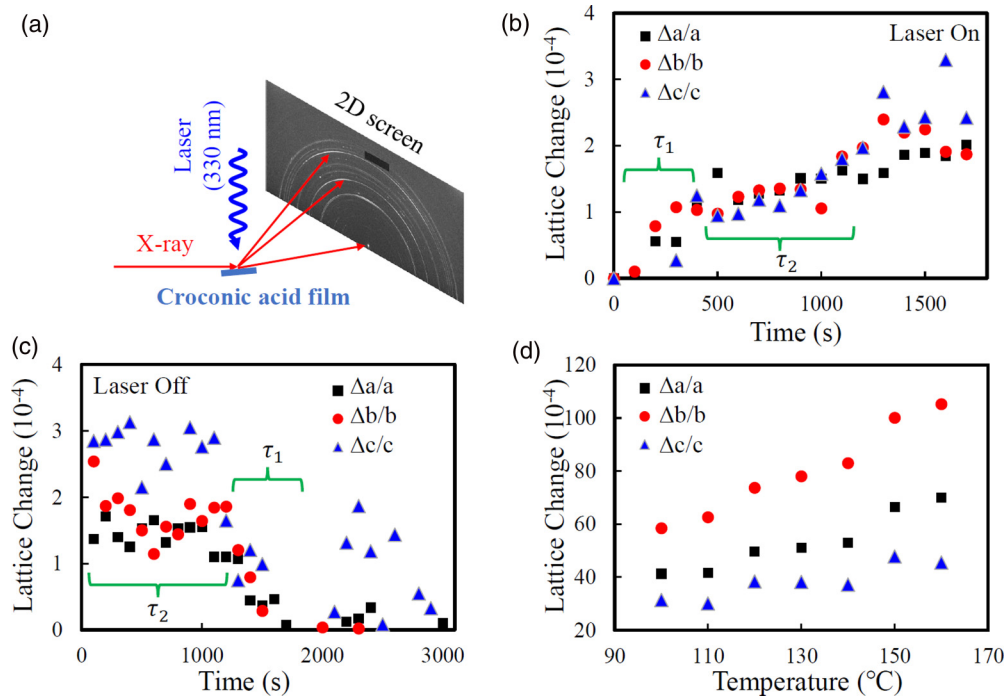 (a)
Laser
(330 nm)
2D screen
X-ray
Croconic acid film
(b)
Lattice Change (10⁻⁴)
4
3
2
1
0
Δa/a
Δb/b
Δc/c
Laser On
τ₁
τ₂
0
500
1000
1500
Time (s)
(c)
Lattice Change (10⁻⁴)
4
3
2
1
0
Laser Off
Δa/a
Δb/b
Δc/c
τ₁
τ₂
0
1000
2000
3000
Time (s)
(d)
Lattice Change (10⁻⁴)
120
100
80
60
40
20
Δa/a
Δb/b
Δc/c
90
110
130
150
170
Temperature (°C)